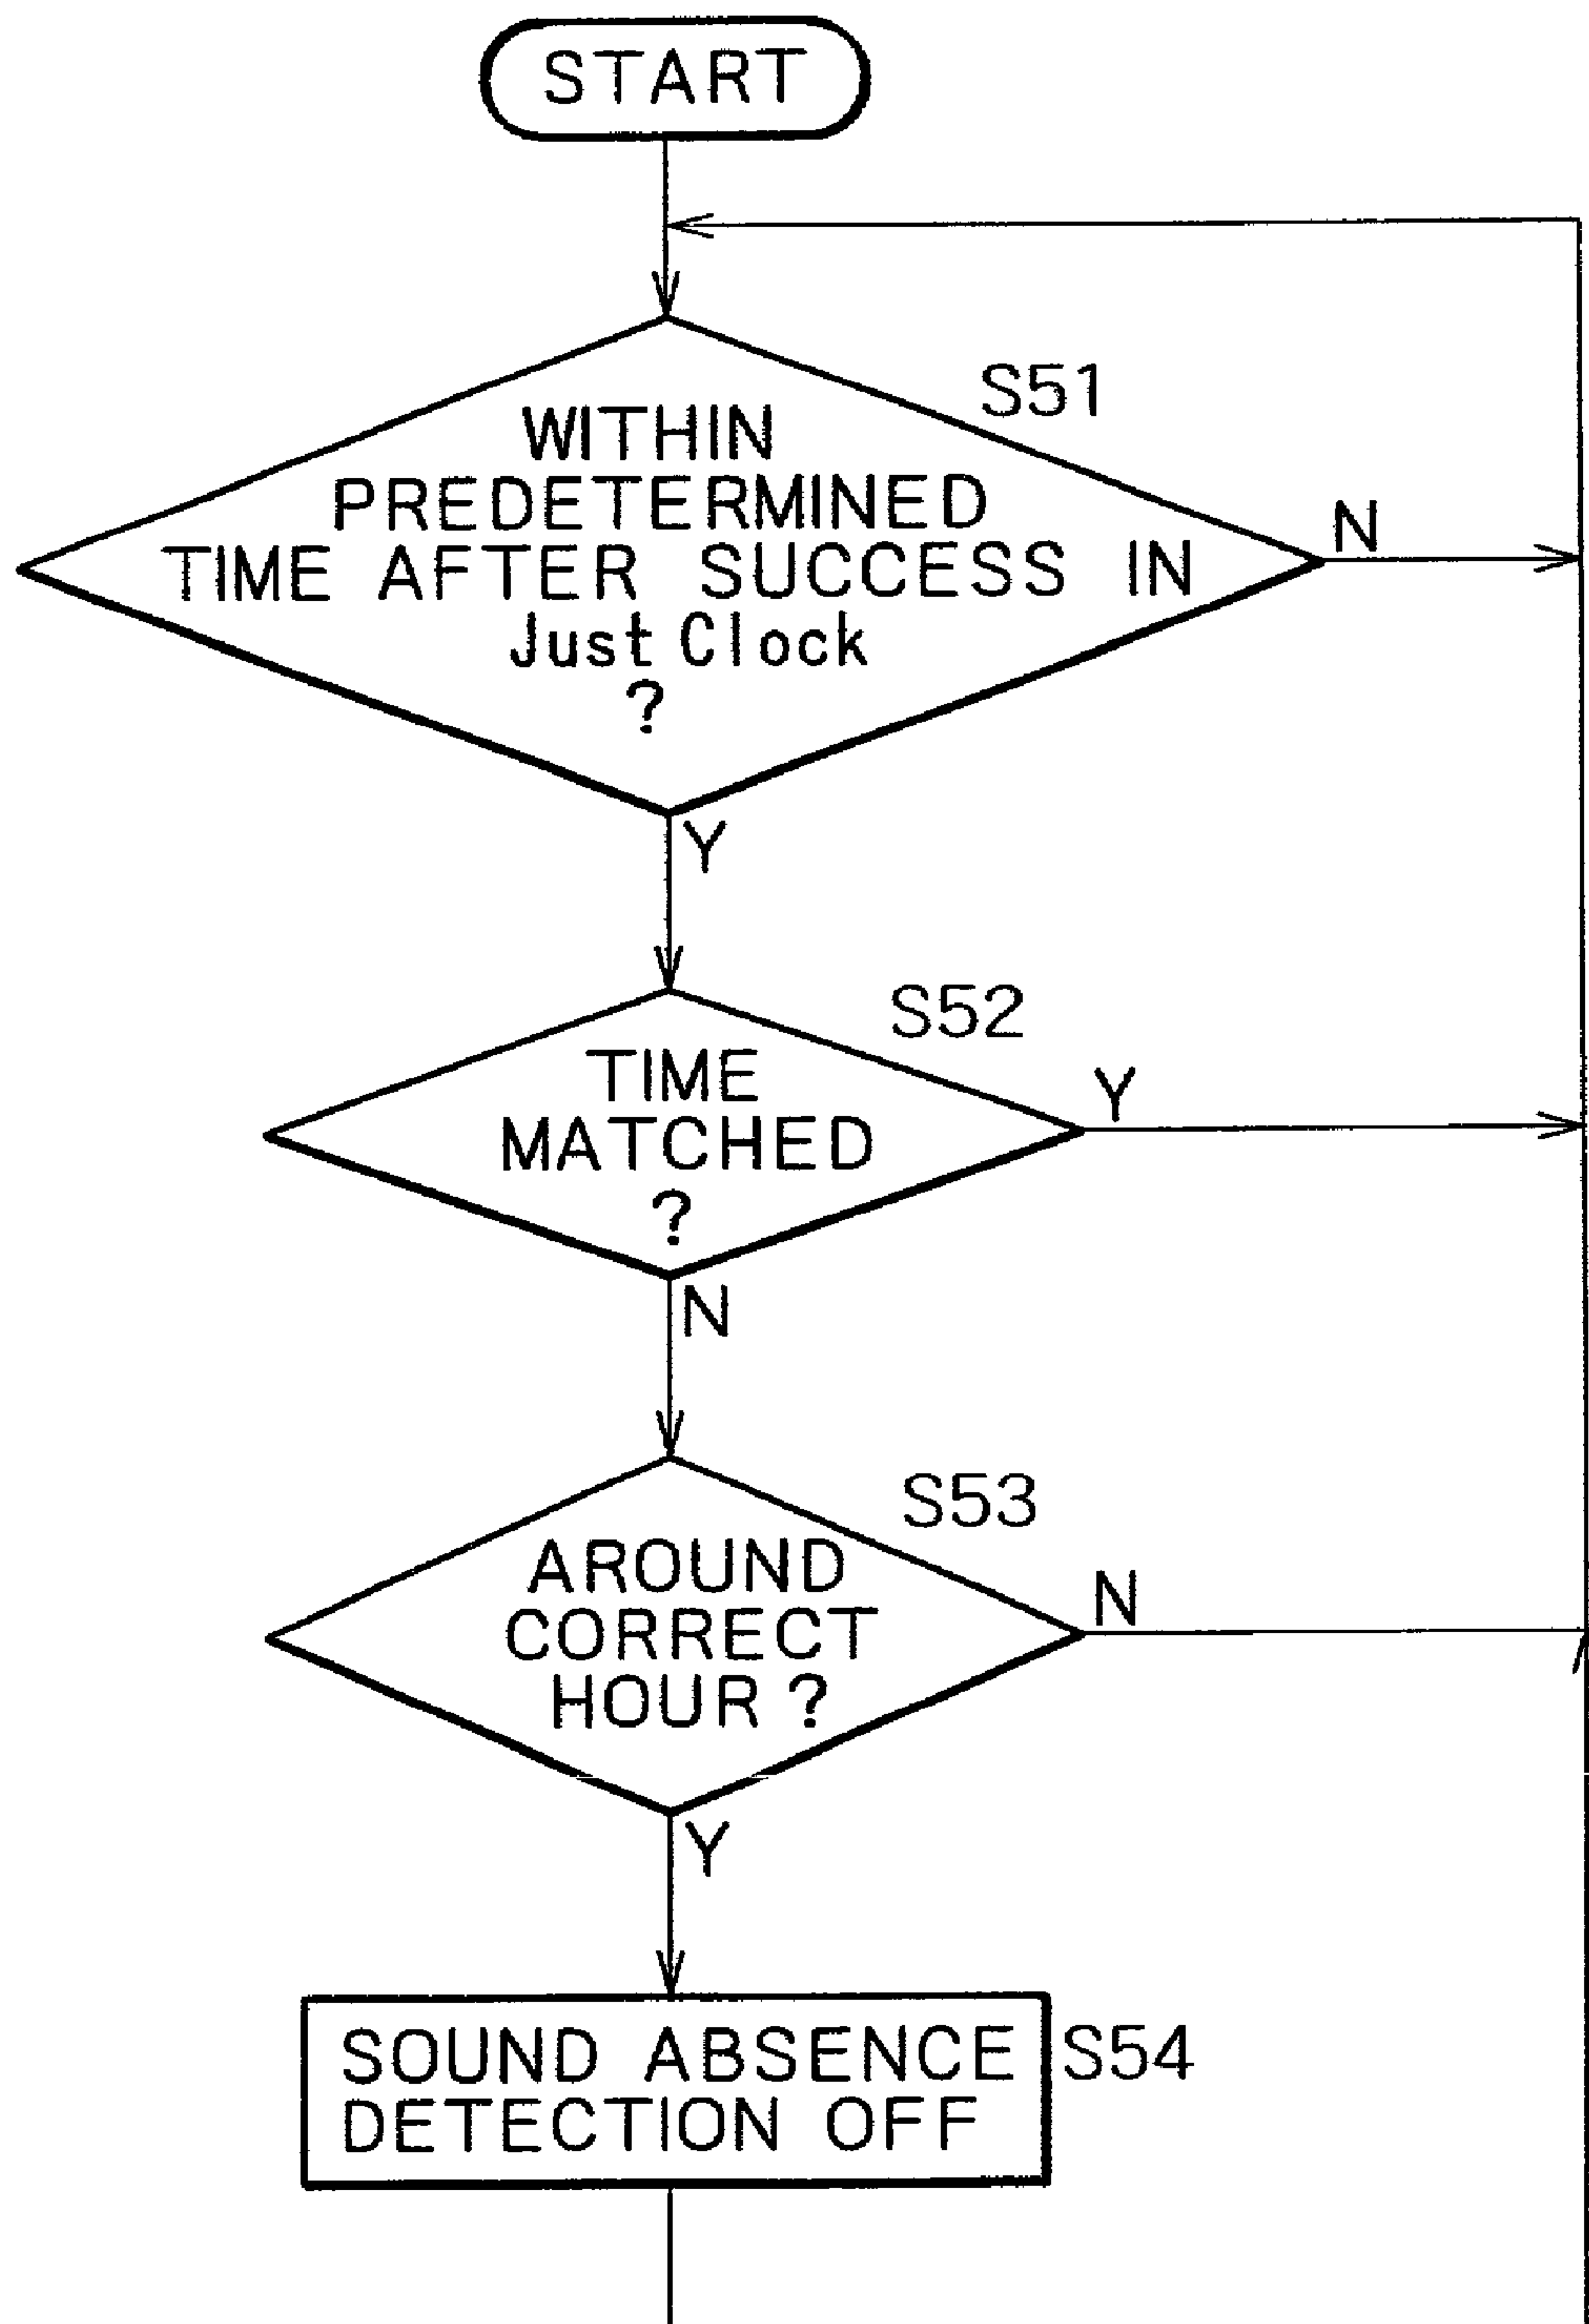 START
S51
WITHIN
PREDETERMINED
TIME AFTER SUCCESS IN
Just Clock
?
N
Y
S52
TIME
MATCHED
?
Y
N
S53
AROUND
CORRECT
HOUR ?
N
Y
SOUND ABSENCE
DETECTION OFF
S54